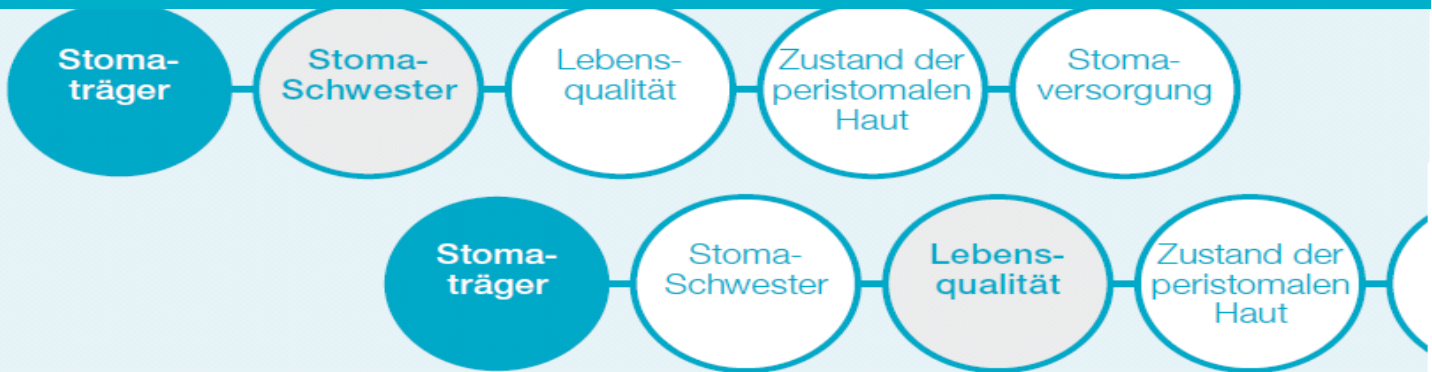 Stoma-
träger
Stoma-
Schwester
Lebens-
qualität
Zustand der
peristomalen
Haut
Stoma-
versorgung
Stoma-
träger
Stoma-
Schwester
Lebens-
qualität
Zustand der
peristomalen
Haut